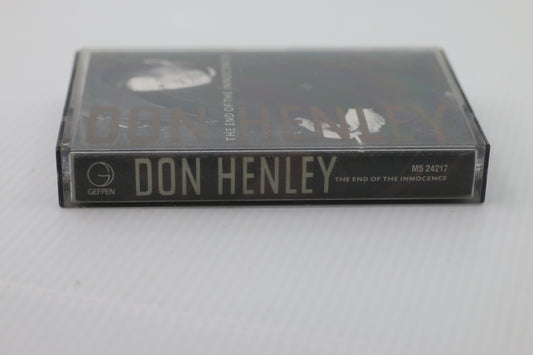 THE END OF THE INNOCENCE
DON HENLEY
GEFFEN
DON HENLEY
M5 24217
THE END OF THE INNOCENCE